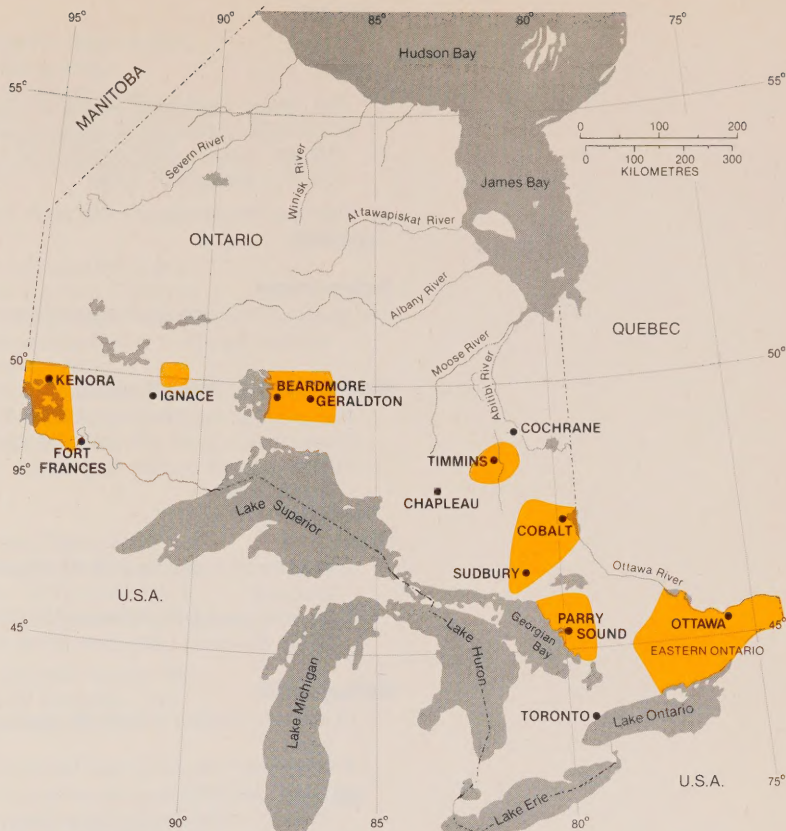 95°
90°
85°
80°
75°
Hudson Bay
MANITOBA
55°
55°
0 100 200
0 100 200 300
KILOMETRES
Severn River
Winisk River
James Bay
Attawapiskat River
ONTARIO
Albany River
QUEBEC
Moose River
Abitibi River
50°
50°
KENORA
IGNACE
BEARDMORE
GERALDTON
COCHRANE
FORT
FRANCES
95°
TIMMINS
CHAPLEAU
Lake Superior
COBALT
SUDBURY
Ottawa River
U.S.A.
PARRY
SOUND
OTTAWA
45°
45°
Georgian
Bay
EASTERN ONTARIO
Lake Huron
Lake Michigan
TORONTO
Lake Ontario
U.S.A.
75°
Lake Erie
90°
85°
80°